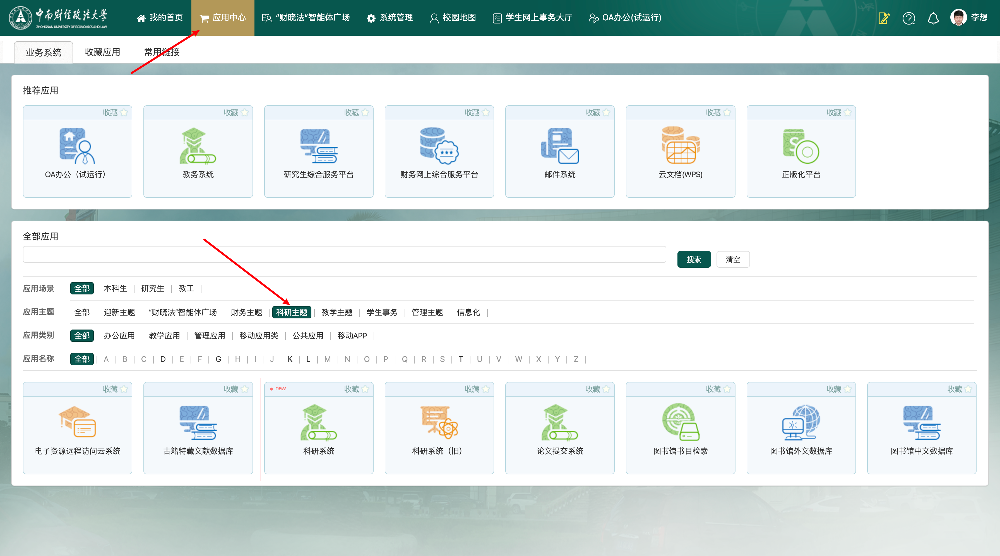 中南财经政法大学
ZHONGNAN UNIVERSITY OF ECONOMICS AND LAW
我的首页 应用中心 “财晓法”智能体广场 系统管理 校园地图 学生网上事务大厅 OA办公(试运行) 李想
业务系统 收藏应用 常用链接
推荐应用
收藏 收藏 收藏 收藏 收藏 收藏 收藏
OA办公（试运行） 教务系统 研究生综合服务平台 财务网上综合服务平台 邮件系统 云文档(WPS) 正版化平台
全部应用
搜索 清空
应用场景 全部 本科生 | 研究生 | 教工 |
应用主题 全部 迎新主题 | ”财晓法“智能体广场 | 财务主题 | 科研主题 | 教学主题 | 学生事务 | 管理主题 | 信息化 |
应用类别 全部 办公应用 | 教学应用 | 管理应用 | 移动应用类 | 公共应用 | 移动APP |
应用名称 全部 | A | B | C | D | E | F | G | H | I | J | K | L | M | N | O | P | Q | R | S | T | U | V | W | X | Y | Z |
收藏 收藏 new 收藏 收藏 收藏 收藏 收藏 收藏
电子资源远程访问云系统 古籍特藏文献数据库 科研系统 科研系统（旧） 论文提交系统 图书馆书目检索 图书馆外文数据库 图书馆中文数据库